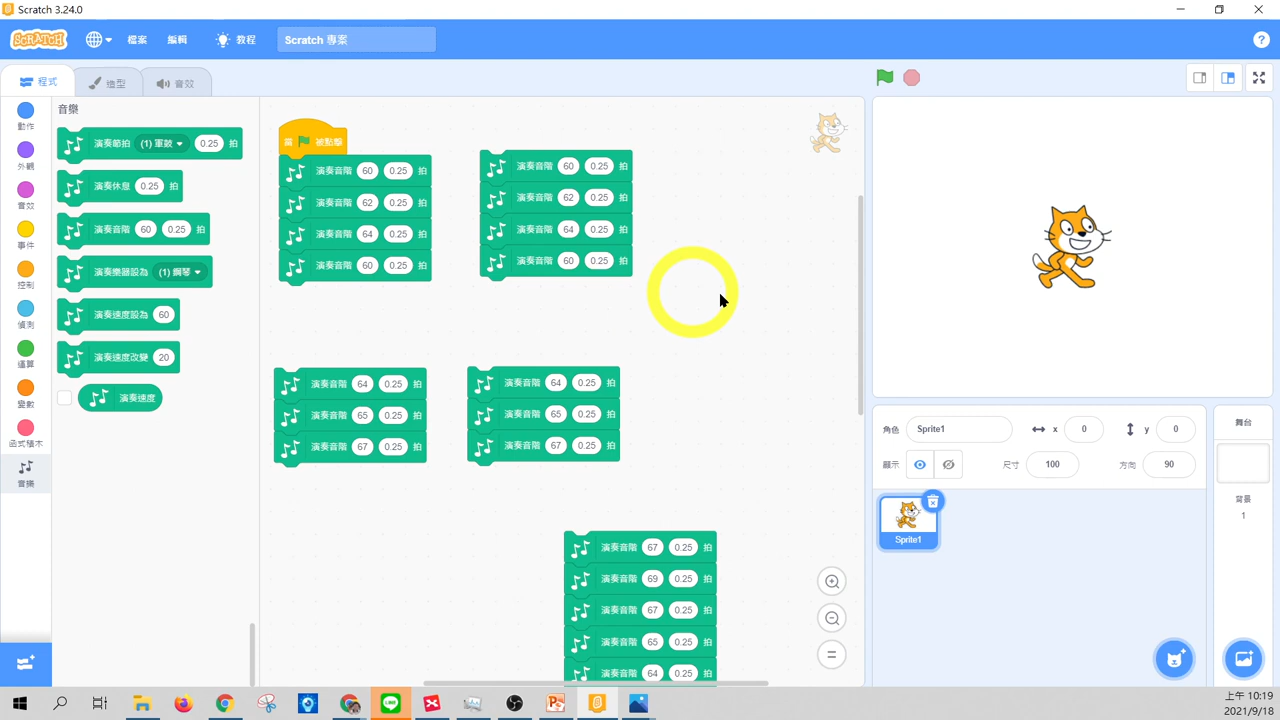 Scratch 3.24.0
SCRATCH
檔案 編輯 教程 Scratch 專案
程式 造型 音效
動作
外觀
音效
事件
控制
偵測
運算
變數
函式積木
音樂
音樂
演奏節拍 (1) 軍鼓 0.25 拍
演奏休息 0.25 拍
演奏音階 60 0.25 拍
演奏樂器設為 (1) 鋼琴
演奏速度設為 60
演奏速度改變 20
演奏速度
當 被點擊
演奏音階 60 0.25 拍
演奏音階 62 0.25 拍
演奏音階 64 0.25 拍
演奏音階 60 0.25 拍
演奏音階 60 0.25 拍
演奏音階 62 0.25 拍
演奏音階 64 0.25 拍
演奏音階 60 0.25 拍
演奏音階 64 0.25 拍
演奏音階 65 0.25 拍
演奏音階 67 0.25 拍
演奏音階 64 0.25 拍
演奏音階 65 0.25 拍
演奏音階 67 0.25 拍
演奏音階 67 0.25 拍
演奏音階 69 0.25 拍
演奏音階 67 0.25 拍
演奏音階 65 0.25 拍
演奏音階 64 0.25 拍
角色 Sprite1 x 0 y 0
顯示 尺寸 100 方向 90
Sprite1
舞台
背景
1
LINE
上午 10:19
2021/9/18